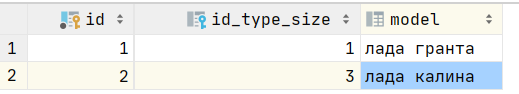 id id_type_size model
1 1 1 лада гранта
2 2 3 лада калина